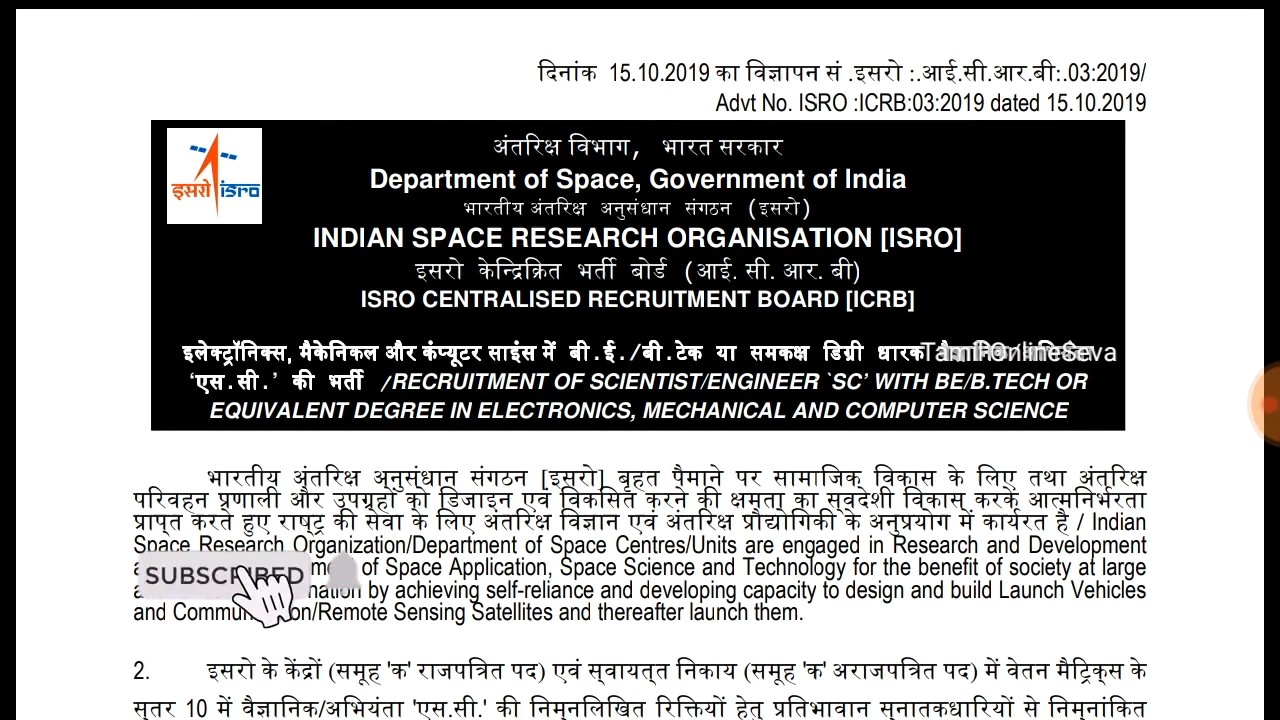 दिनांक 15.10.2019 का विज्ञापन सं .इसरो :.आई.सी.आर.बी:.03:2019/
Advt No. ISRO :ICRB:03:2019 dated 15.10.2019
इसरो isro
अंतरिक्ष विभाग, भारत सरकार
Department of Space, Government of India
भारतीय अंतरिक्ष अनुसंधान संगठन (इसरो)
INDIAN SPACE RESEARCH ORGANISATION [ISRO]
इसरो केन्द्रिक्रित भर्ती बोर्ड (आई. सी. आर. बी)
ISRO CENTRALISED RECRUITMENT BOARD [ICRB]
इलेक्ट्रॉनिक्स, मैकेनिकल और कंप्यूटर साइंस में बी.ई./बी.टेक या समकक्ष डिग्री धारक
TamilOnlineSeva
‘एस.सी.’ की भर्ती /RECRUITMENT OF SCIENTIST/ENGINEER `SC’ WITH BE/B.TECH OR
EQUIVALENT DEGREE IN ELECTRONICS, MECHANICAL AND COMPUTER SCIENCE
भारतीय अंतरिक्ष अनुसंधान संगठन [इसरो] बृहत पैमाने पर सामाजिक विकास के लिए तथा अंतरिक्ष
परिवहन प्रणाली और उपग्रहों को डिजाइन एवं विकसित करने की क्षमता का स्वदेशी विकास करके आत्मनिर्भरता
प्राप्त करते हुए राष्ट्र की सेवा के लिए अंतरिक्ष विज्ञान एवं अंतरिक्ष प्रौद्योगिकी के अनुप्रयोग में कार्यरत है / Indian
Space Research Organization/Department of Space Centres/Units are engaged in Research and Development
of Space Application, Space Science and Technology for the benefit of society at large
SUBSCRIBED
by achieving self-reliance and developing capacity to design and build Launch Vehicles
and Remote Sensing Satellites and thereafter launch them.
2. इसरो के केंद्रों (समूह 'क' राजपत्रित पद) एवं स्वायत्त निकाय (समूह 'क' अराजपत्रित पद) में वेतन मैट्रिक्स के
स्तर 10 में वैज्ञानिक/अभियंता 'एस.सी.' की निम्नलिखित रिक्तियों हेतु प्रतिभावान स्नातकधारियों से निम्नांकित